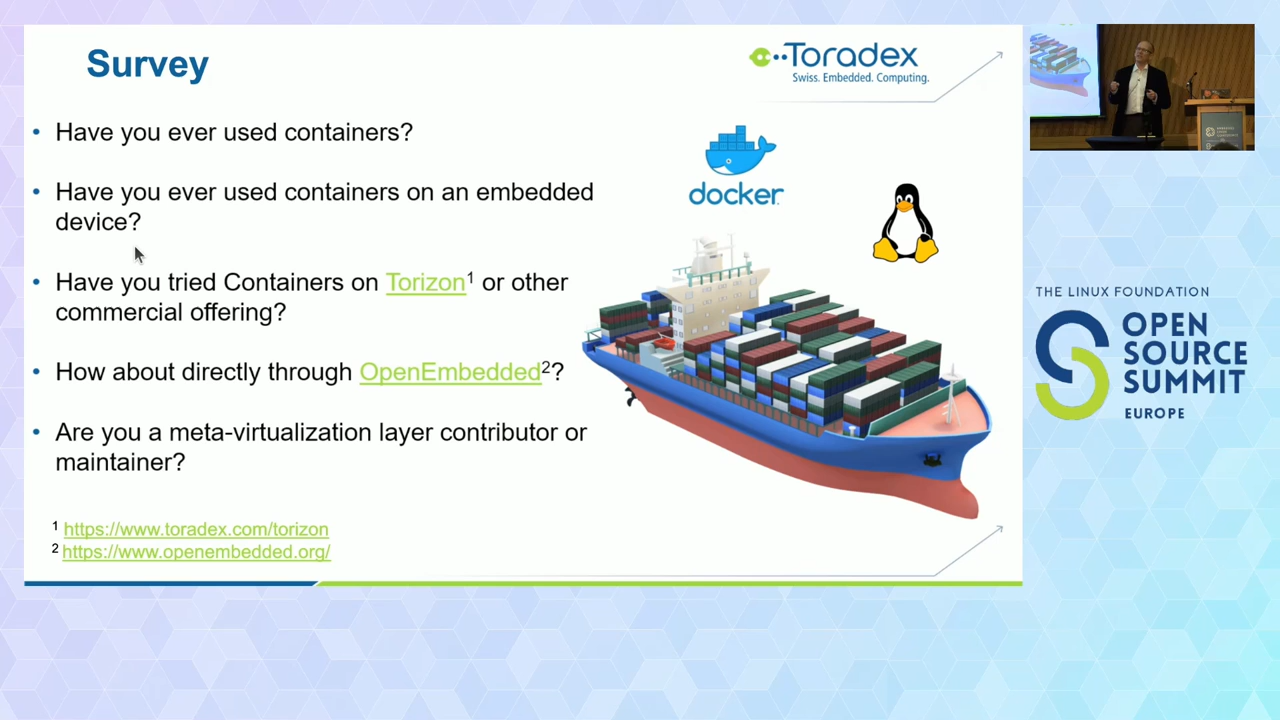 Survey
Toradex
Swiss. Embedded. Computing.
• Have you ever used containers?
• Have you ever used containers on an embedded
device?
• Have you tried Containers on Torizon¹ or other
commercial offering?
• How about directly through OpenEmbedded²?
• Are you a meta-virtualization layer contributor or
maintainer?
¹ https://www.toradex.com/torizon
² https://www.openembedded.org/
docker
THE LINUX FOUNDATION
OPEN
SOURCE
SUMMIT
EUROPE